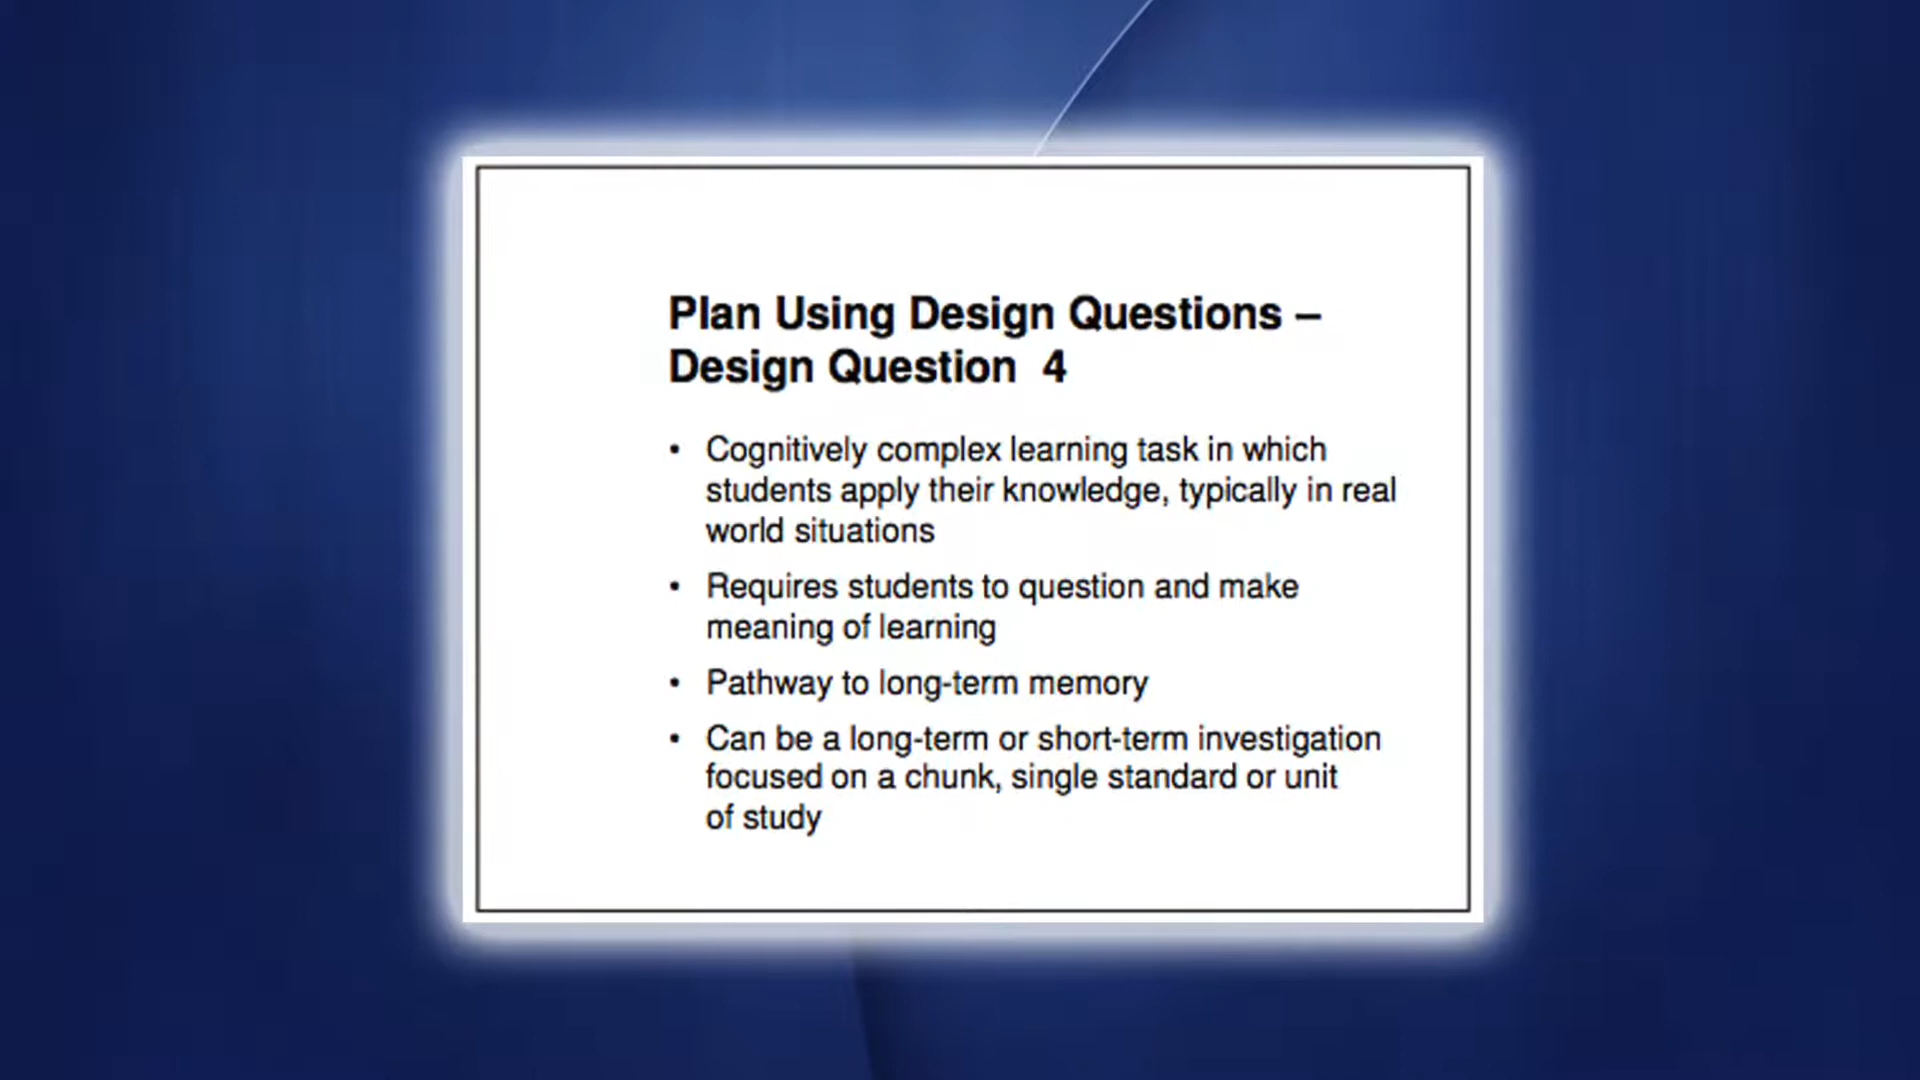 Plan Using Design Questions –
Design Question 4
• Cognitively complex learning task in which
students apply their knowledge, typically in real
world situations
• Requires students to question and make
meaning of learning
• Pathway to long-term memory
• Can be a long-term or short-term investigation
focused on a chunk, single standard or unit
of study